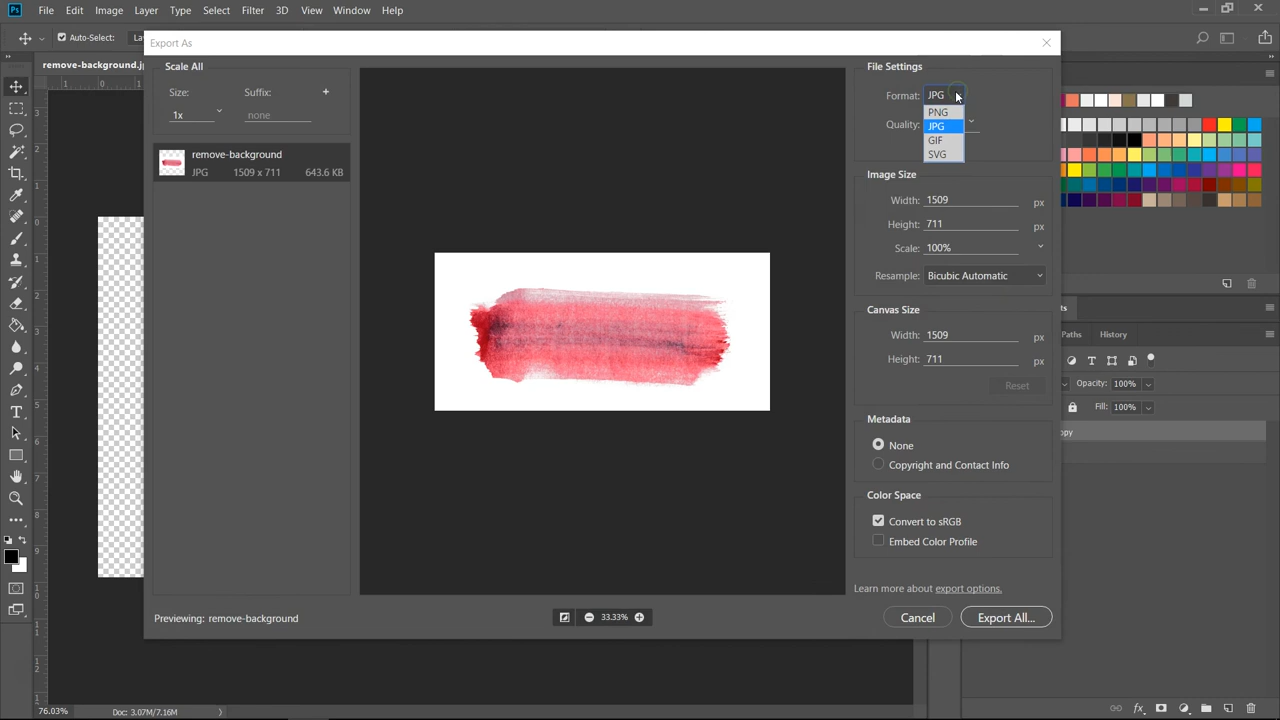 Ps File Edit Image Layer Type Select Filter 3D View Window Help
Auto-Select:
Export As
remove-background.j
Scale All
Size: Suffix:
1x none
remove-background
JPG 1509 x 711 643.6 KB
File Settings
Format: JPG
PNG
JPG
GIF
SVG
Quality:
Image Size
Width: 1509 px
Height: 711 px
Scale: 100%
Resample: Bicubic Automatic
Canvas Size
Width: 1509 px
Height: 711 px
Reset
Metadata
None
Copyright and Contact Info
Color Space
Convert to sRGB
Embed Color Profile
Learn more about export options.
Previewing: remove-background
33.33%
Cancel Export All...
Paths History
Opacity: 100%
Fill: 100%
76.03% Doc: 3.07M/7.16M